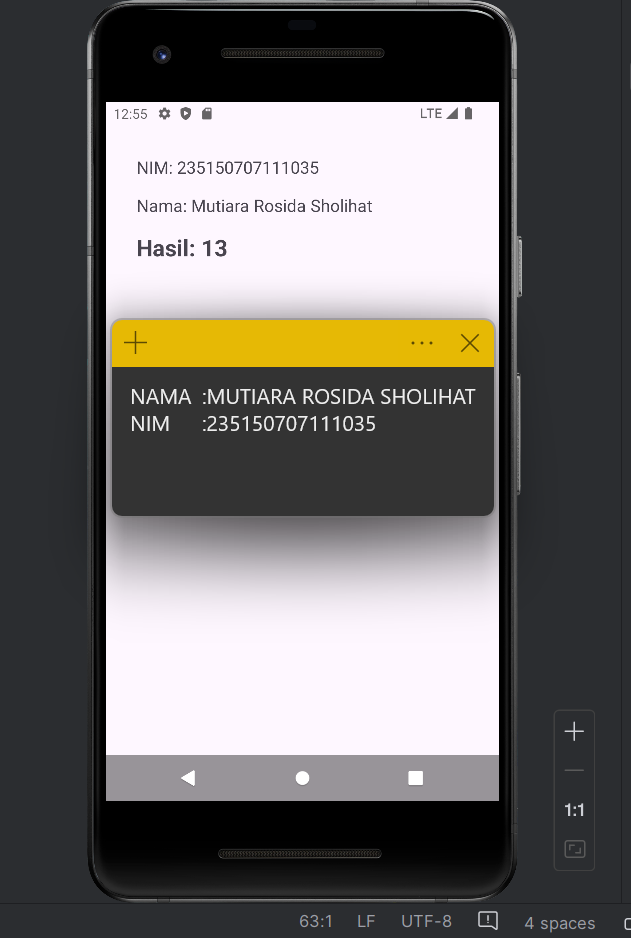 12:55 LTE
NIM: 235150707111035
Nama: Mutiara Rosida Sholihat
Hasil: 13
NAMA :MUTIARA ROSIDA SHOLIHAT
NIM :235150707111035
1:1
63:1 LF UTF-8 4 spaces